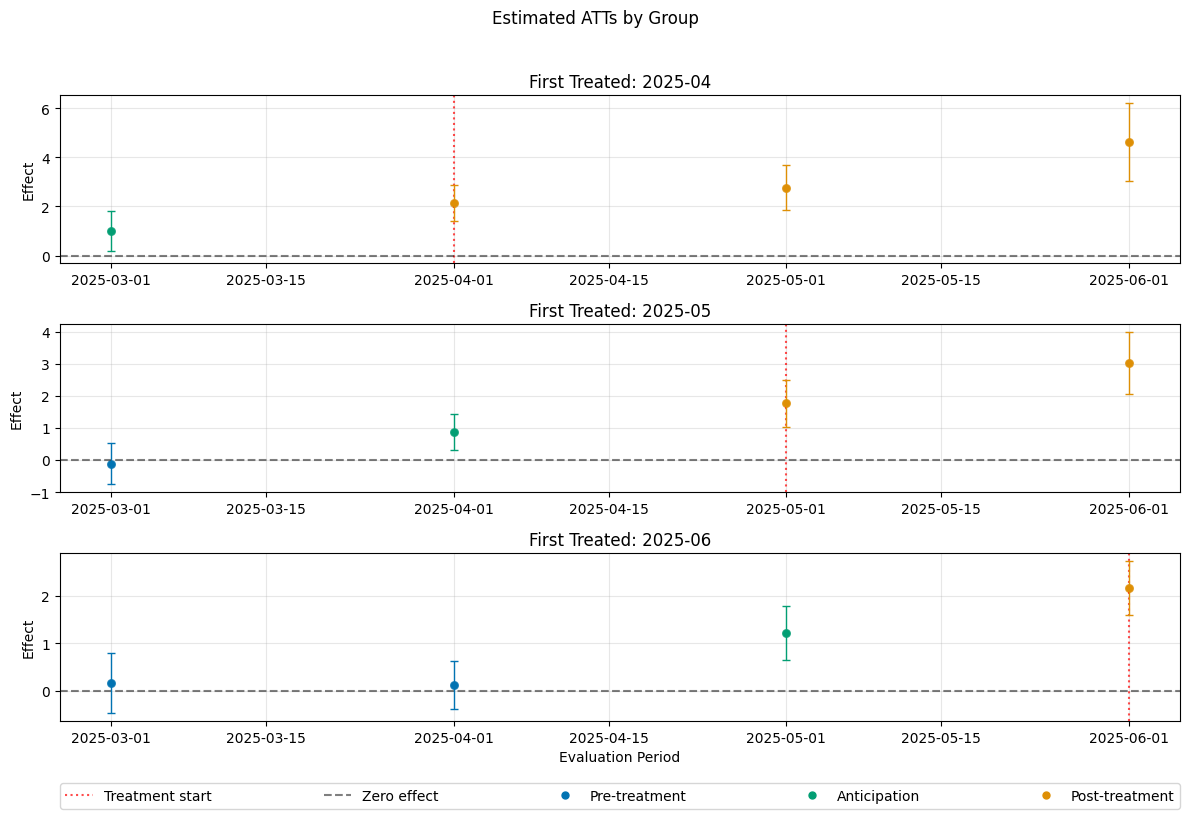 Estimated ATTs by Group
First Treated: 2025-04
Effect
6
4
2
0
2025-03-01 2025-03-15 2025-04-01 2025-04-15 2025-05-01 2025-05-15 2025-06-01
First Treated: 2025-05
Effect
4
3
2
1
0
−1
2025-03-01 2025-03-15 2025-04-01 2025-04-15 2025-05-01 2025-05-15 2025-06-01
First Treated: 2025-06
Effect
2
1
0
2025-03-01 2025-03-15 2025-04-01 2025-04-15 2025-05-01 2025-05-15 2025-06-01
Evaluation Period
Treatment start Zero effect Pre-treatment Anticipation Post-treatment